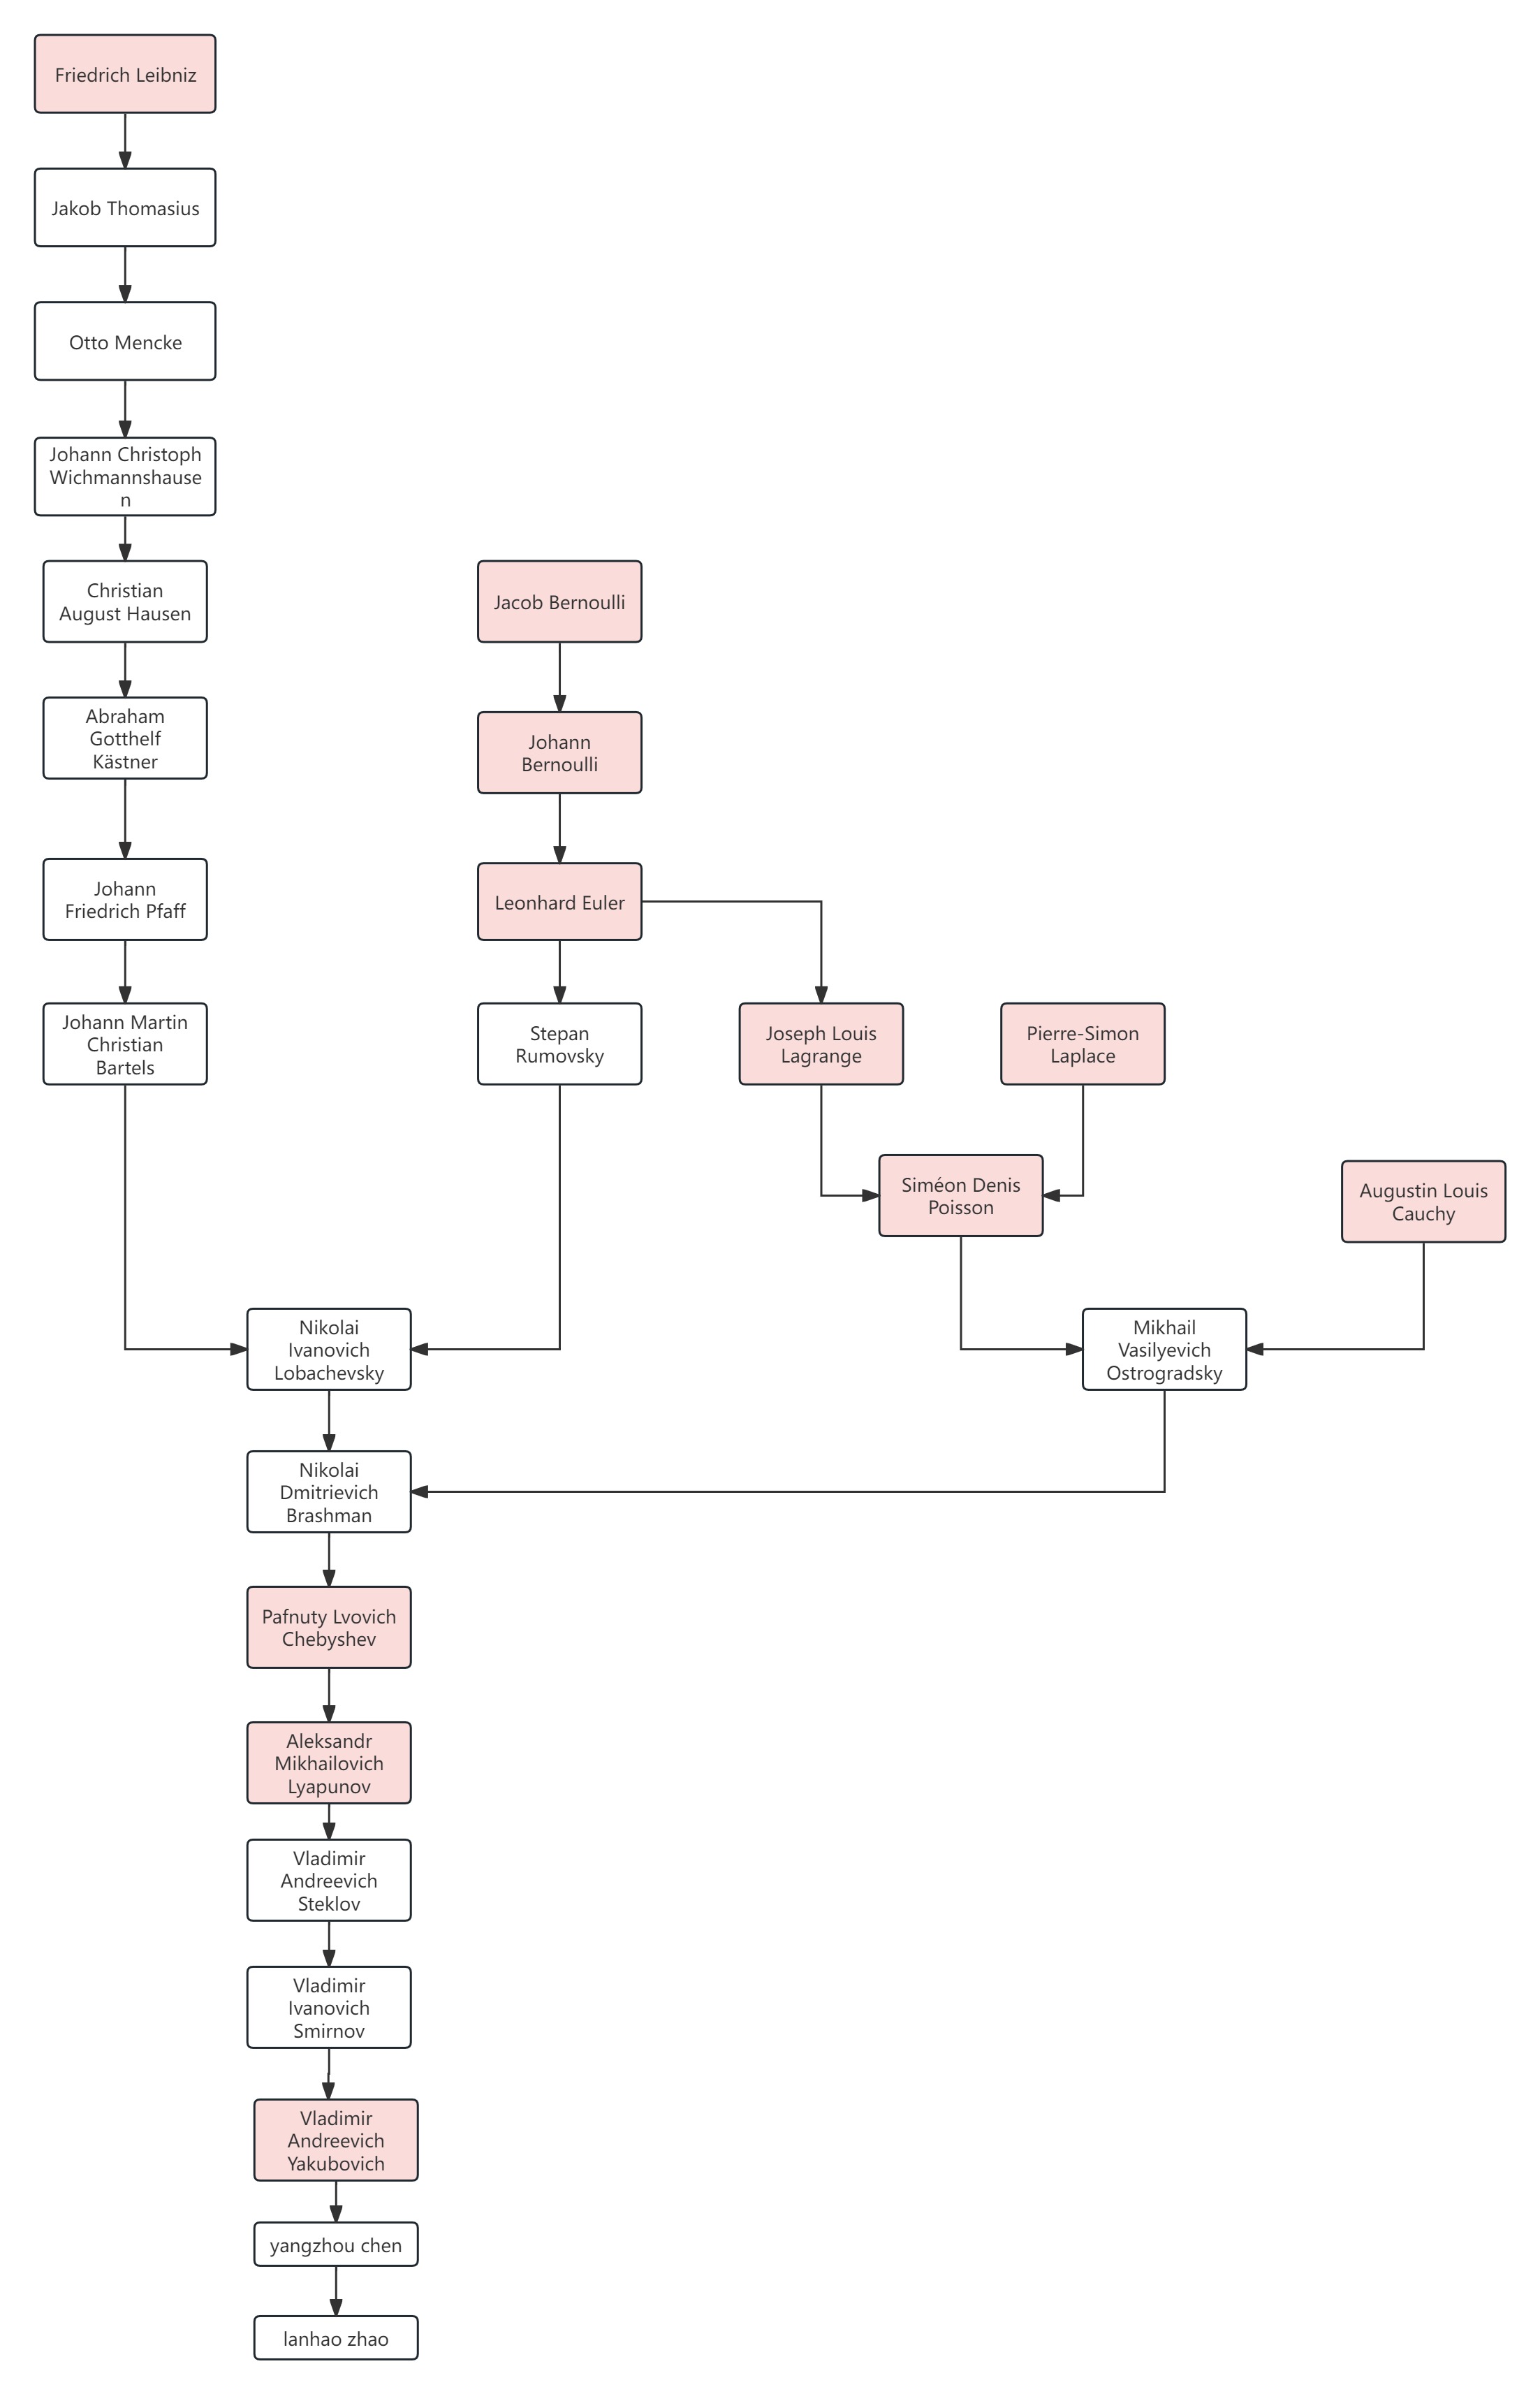 Friedrich Leibniz
Jakob Thomasius
Otto Mencke
Johann Christoph
Wichmannshause
n
Christian
August Hausen
Jacob Bernoulli
Abraham
Gotthelf
Kästner
Johann
Bernoulli
Johann
Friedrich Pfaff
Leonhard Euler
Johann Martin
Christian
Bartels
Stepan
Rumovsky
Joseph Louis
Lagrange
Pierre-Simon
Laplace
Siméon Denis
Poisson
Augustin Louis
Cauchy
Nikolai
Ivanovich
Lobachevsky
Mikhail
Vasilyevich
Ostrogradsky
Nikolai
Dmitrievich
Brashman
Pafnuty Lvovich
Chebyshev
Aleksandr
Mikhailovich
Lyapunov
Vladimir
Andreevich
Steklov
Vladimir
Ivanovich
Smirnov
Vladimir
Andreevich
Yakubovich
yangzhou chen
lanhao zhao